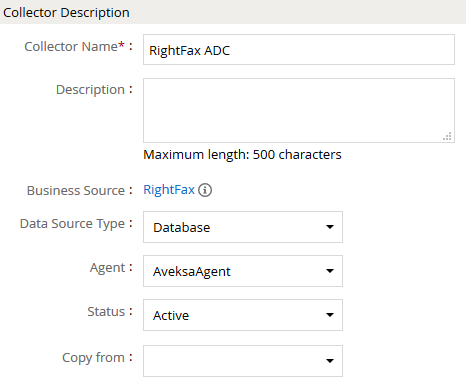 Collector Description
Collector Name* : RightFax ADC
Description :
Maximum length: 500 characters
Business Source : RightFax
Data Source Type : Database
Agent : AveksaAgent
Status : Active
Copy from :